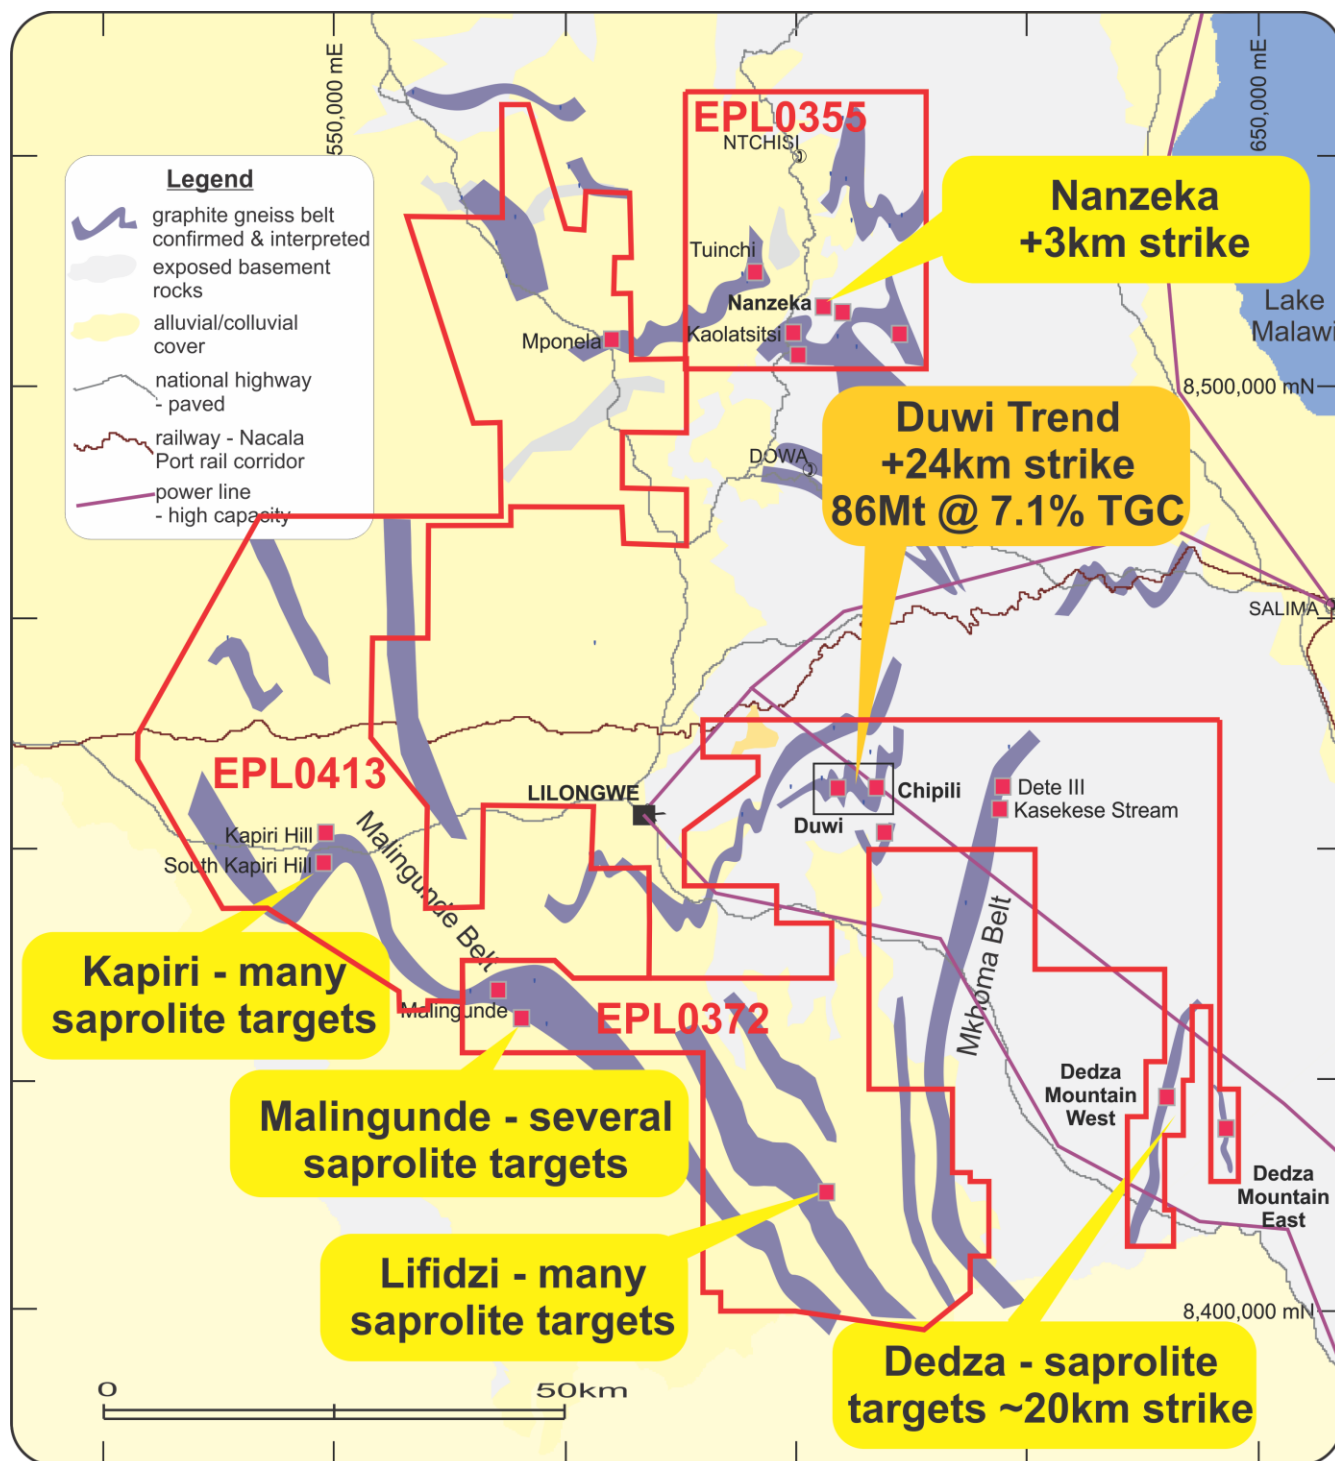 550,000 mE
650,000 mE
EPL0355
NTCHISI
Legend
graphite gneiss belt
confirmed & interpreted
exposed basement
rocks
alluvial/colluvial
cover
national highway
- paved
railway - Nacala
Port rail corridor
power line
- high capacity
Nanzeka
+3km strike
Tuinchi
Nanzeka
Kaolatsitsi
Mponela
Lake
Malawi
8,500,000 mN
Duwi Trend
+24km strike
86Mt @ 7.1% TGC
DOWA
SALIMA
EPL0413
LILONGWE
Chipili
Duwi
Dete III
Kasekese Stream
Kapiri Hill
South Kapiri Hill
Malingunde Belt
Mkhoma Belt
Kapiri - many
saprolite targets
Malingunde
EPL0372
Dedza
Mountain
West
Malingunde - several
saprolite targets
Dedza
Mountain
East
Lifidzi - many
saprolite targets
8,400,000 mN
Dedza - saprolite
targets ~20km strike
0
50km